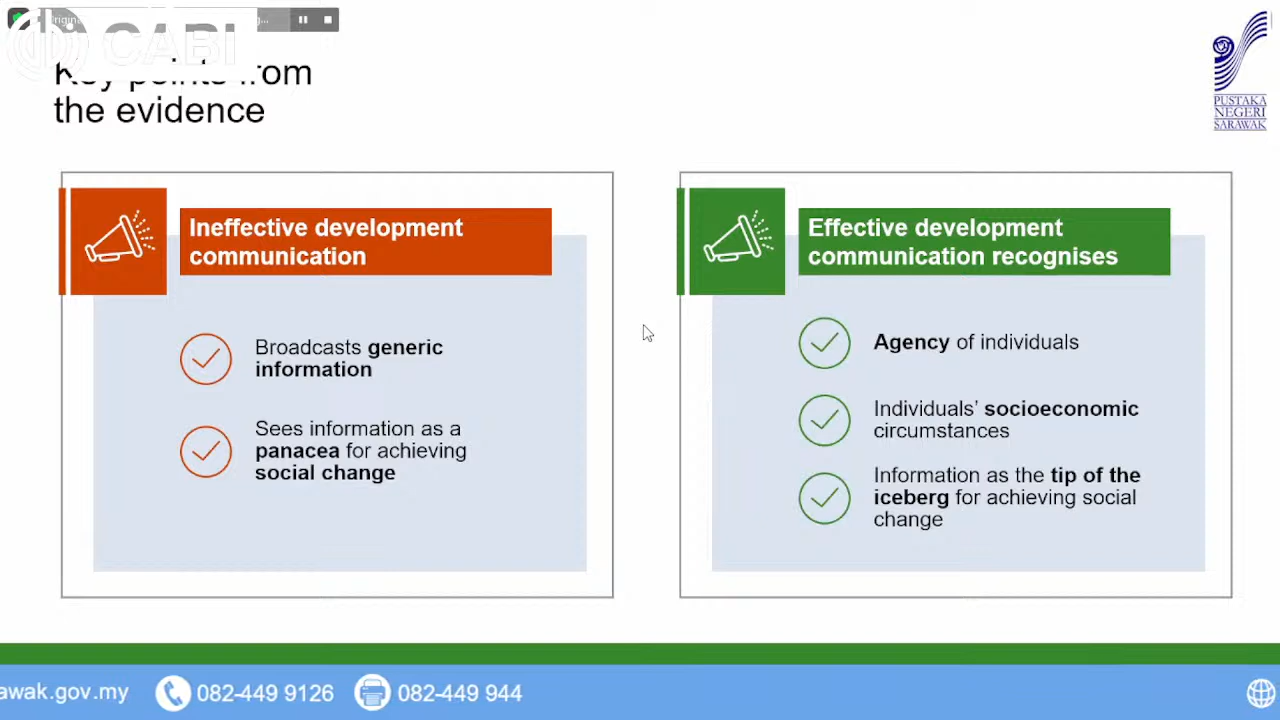 CABI
Key points from
the evidence
PUSTAKA
NEGERI
SARAWAK
Ineffective development
communication
Broadcasts generic
information
Sees information as a
panacea for achieving
social change
Effective development
communication recognises
Agency of individuals
Individuals' socioeconomic
circumstances
Information as the tip of the
iceberg for achieving social
change
awak.gov.my
082-449 9126
082-449 944